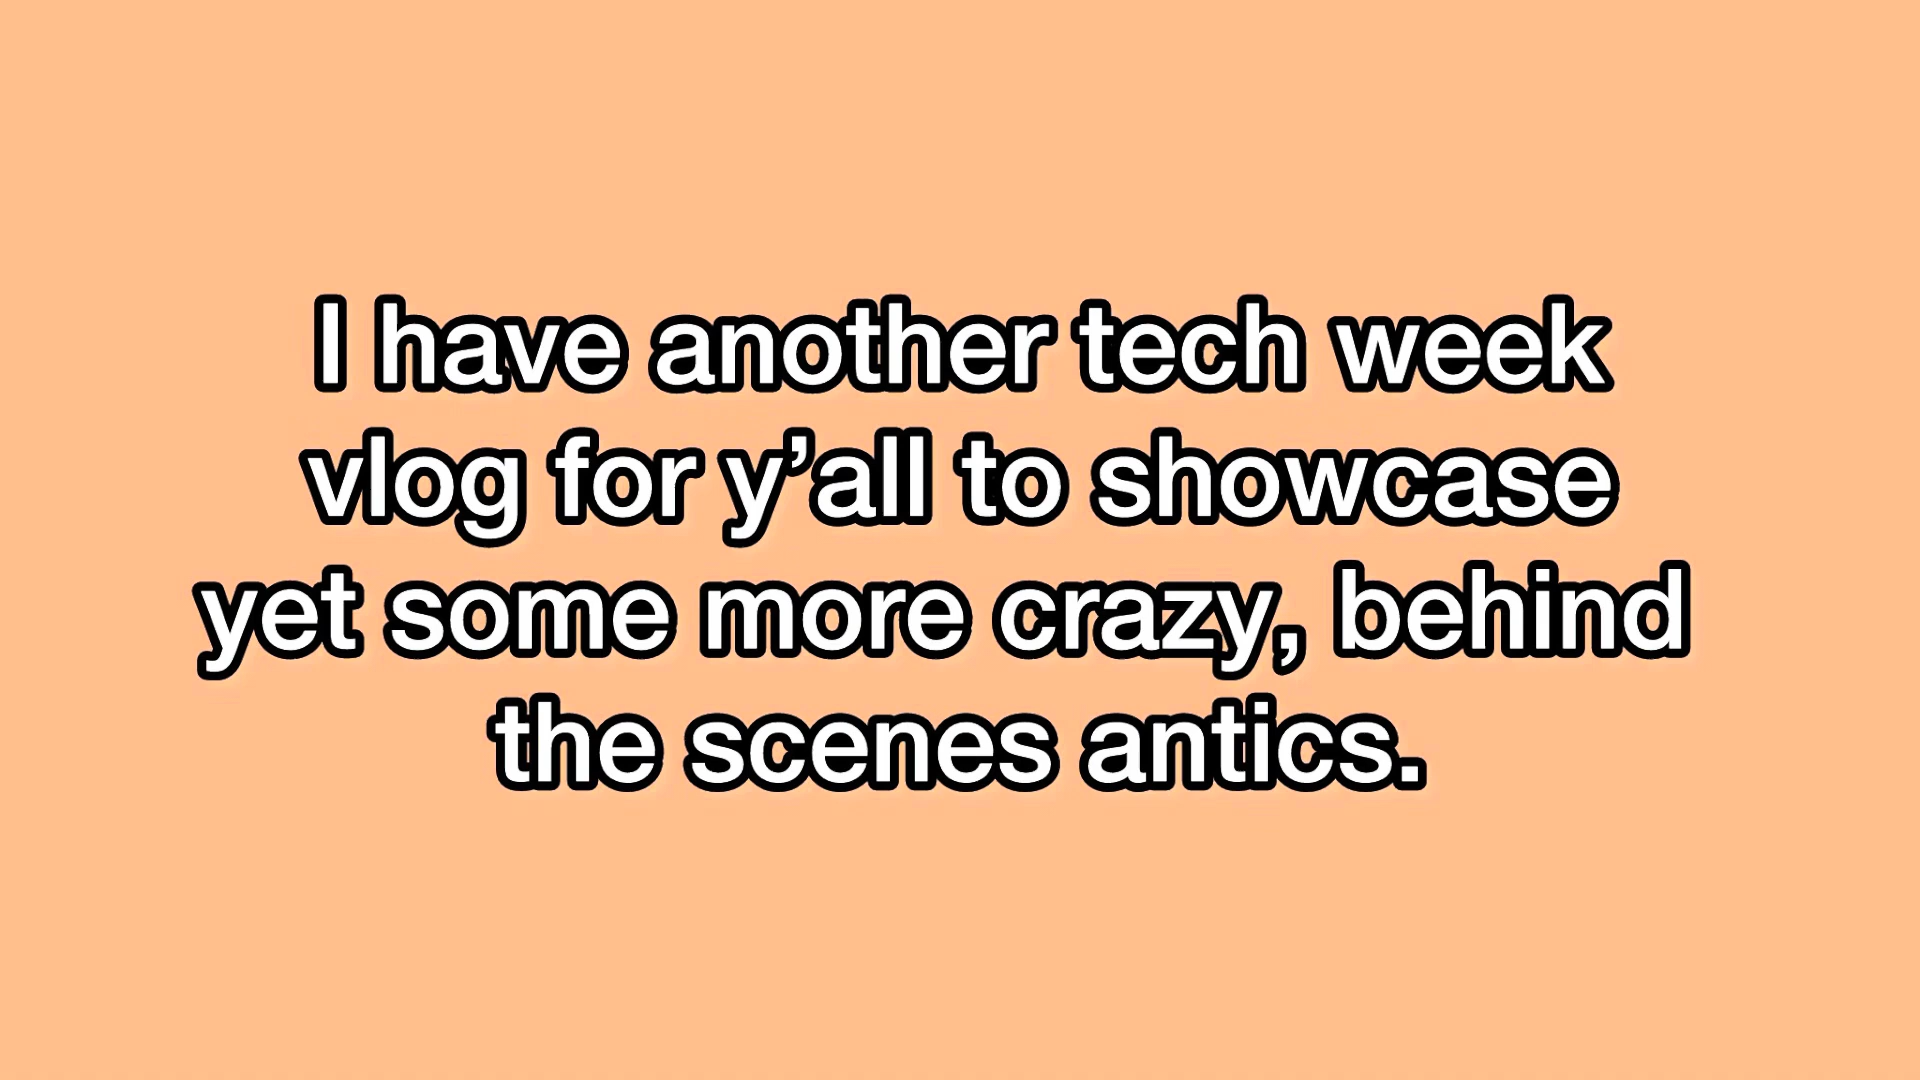 I have another tech week
vlog for y’all to showcase
yet some more crazy, behind
the scenes antics.